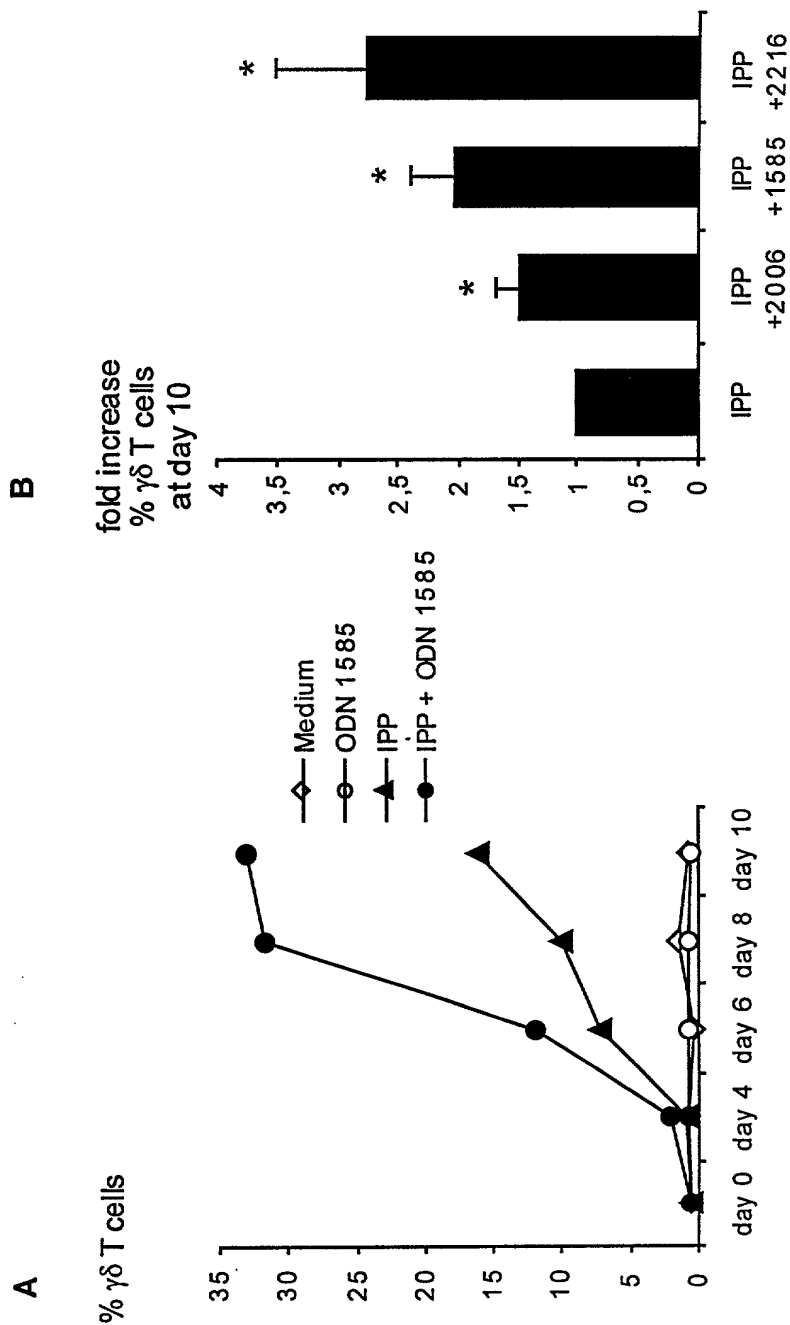 A
% γδ T cells
35
30
25
20
15
10
5
0
day 0
day 4
day 6
day 8
day 10
Medium
ODN 1585
IPP
IPP + ODN 1585
B
fold increase
% γδ T cells
at day 10
4
3,5
3
2,5
2
1,5
1
0,5
0
*
*
*
IPP
IPP
+2006
IPP
+1585
IPP
+2216